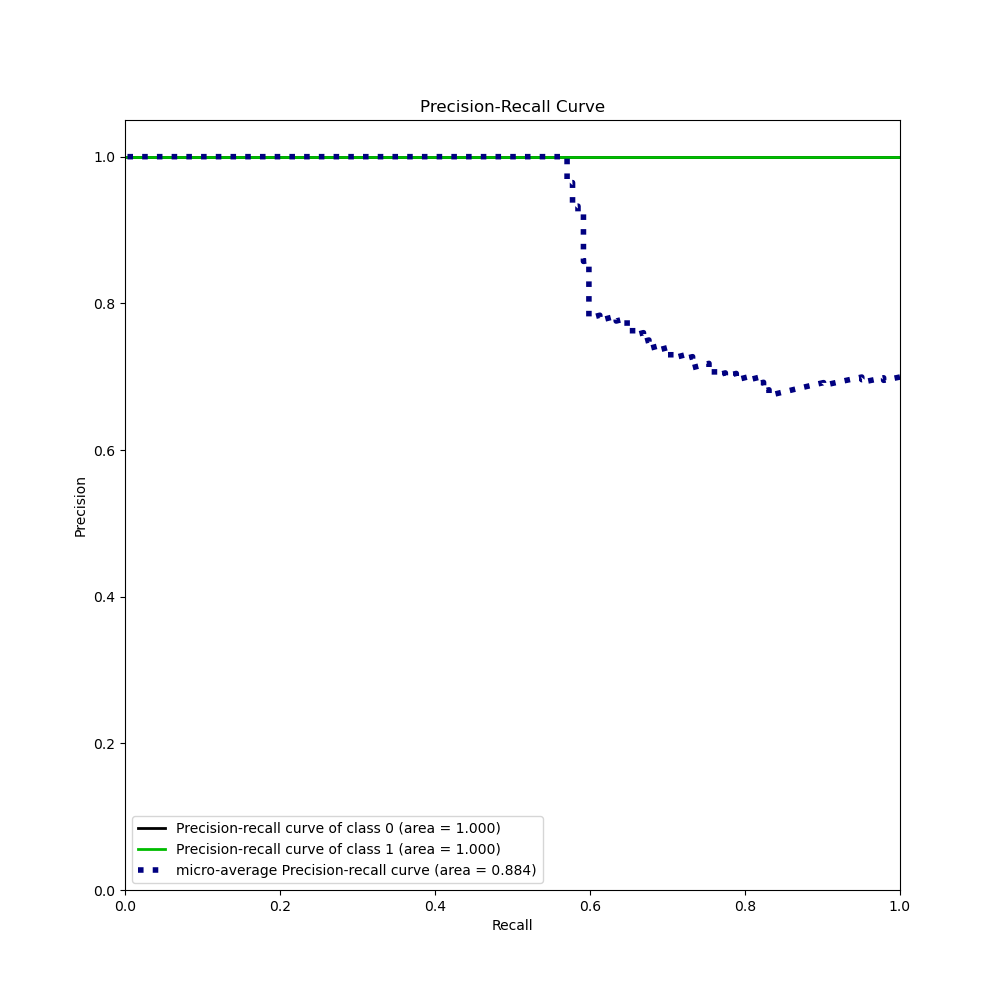 Precision-Recall Curve
1.0
0.8
0.6
0.4
0.2
0.0
Precision
Precision-recall curve of class 0 (area = 1.000)
Precision-recall curve of class 1 (area = 1.000)
micro-average Precision-recall curve (area = 0.884)
0.0 0.2 0.4 0.6 0.8 1.0
Recall